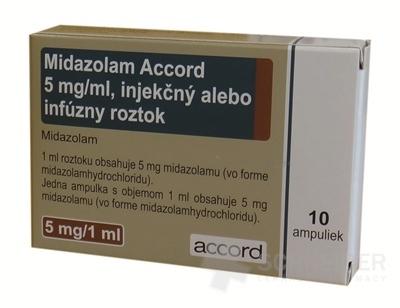 Midazolam Accord
5 mg/ml, injekčný alebo
infúzny roztok
Midazolam
1 ml roztoku obsahuje 5 mg midazolamu (vo forme
midazolamhydrochloridu).
Jedna ampulka s objemom 1 ml obsahuje 5 mg
midazolamu (vo forme midazolamhydrochloridu).
5 mg/1 ml
accord
10
ampuliek